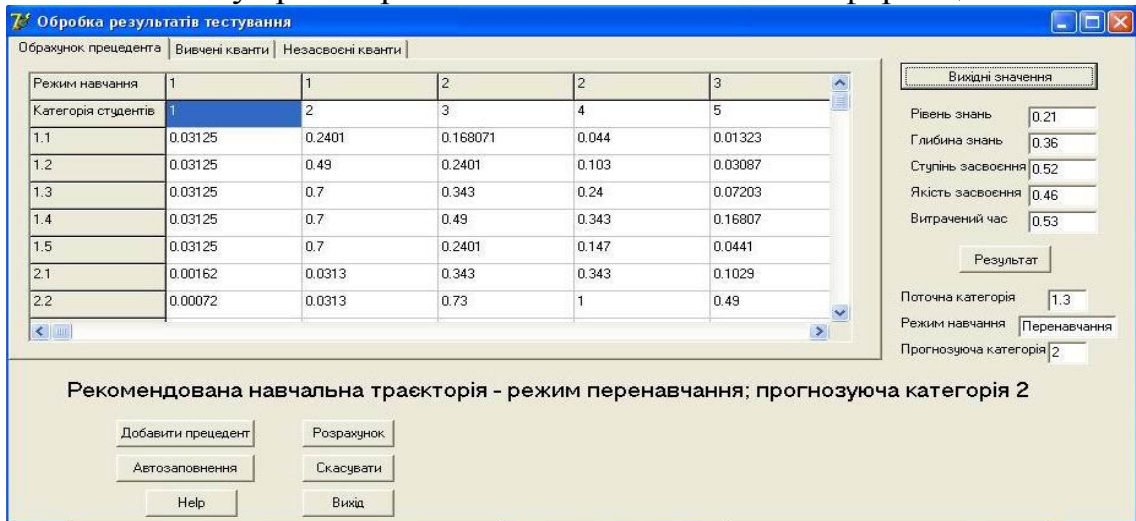 Обробка результатів тестування
Обрахунок прецедента Вивчені кванти Незасвоєні кванти
Режим навчання 1 1 2 2 3
Категорія студентів 1 2 3 4 5
1.1 0.03125 0.2401 0.168071 0.044 0.01323
1.2 0.03125 0.49 0.2401 0.103 0.03087
1.3 0.03125 0.7 0.343 0.24 0.07203
1.4 0.03125 0.7 0.49 0.343 0.16807
1.5 0.03125 0.7 0.2401 0.147 0.0441
2.1 0.00162 0.0313 0.343 0.343 0.1029
2.2 0.00072 0.0313 0.73 1 0.49
Вихідні значення
Рівень знань 0.21
Глибина знань 0.36
Ступінь засвоєння 0.52
Якість засвоєння 0.46
Витрачений час 0.53
Результат
Поточна категорія 1.3
Режим навчання Перенавчання
Прогнозуюча категорія 2
Рекомендована навчальна траєкторія - режим перенавчання; прогнозуюча категорія 2
Добавити прецедент Розрахунок
Автозаповнення Скасувати
Help Вихід